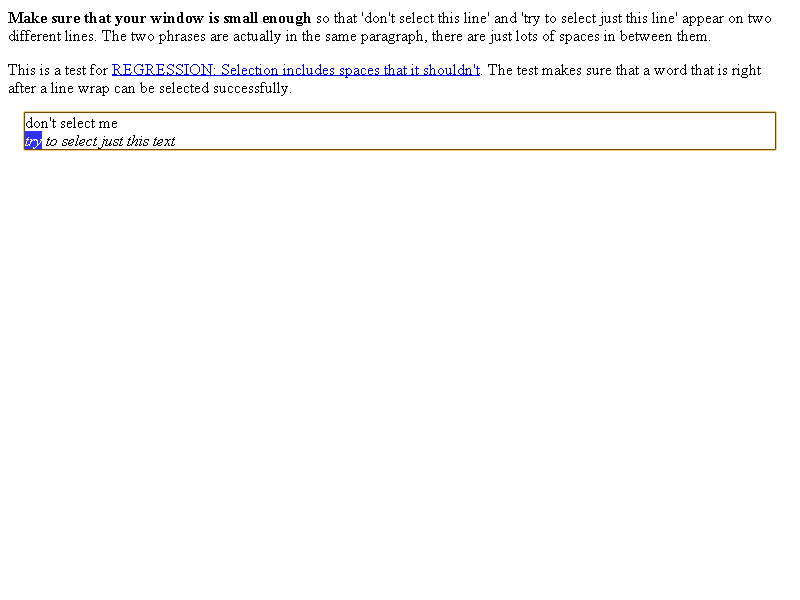 Make sure that your window is small enough so that 'don't select this line' and 'try to select just this line' appear on two
different lines. The two phrases are actually in the same paragraph, there are just lots of spaces in between them.
This is a test for REGRESSION: Selection includes spaces that it shouldn't. The test makes sure that a word that is right
after a line wrap can be selected successfully.
don't select me
try to select just this text